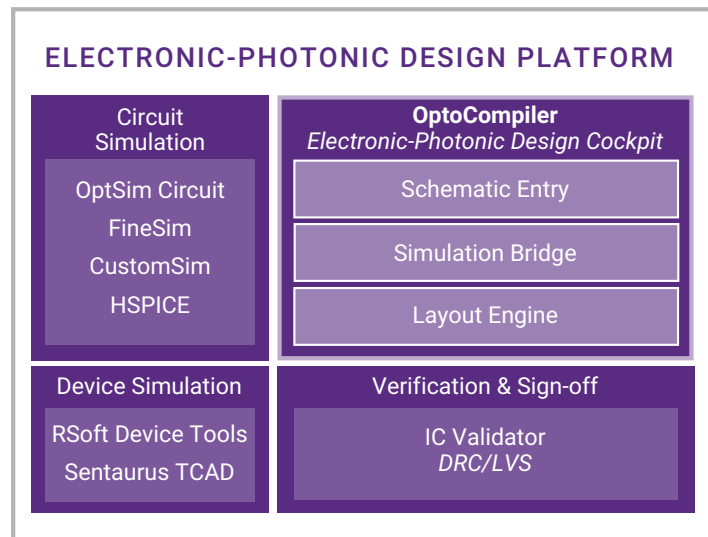 ELECTRONIC-PHOTONIC DESIGN PLATFORM
Circuit
Simulation
OptSim Circuit
FineSim
CustomSim
HSPICE
OptoCompiler
Electronic-Photonic Design Cockpit
Schematic Entry
Simulation Bridge
Layout Engine
Device Simulation
RSoft Device Tools
Sentaurus TCAD
Verification & Sign-off
IC Validator
DRC/LVS